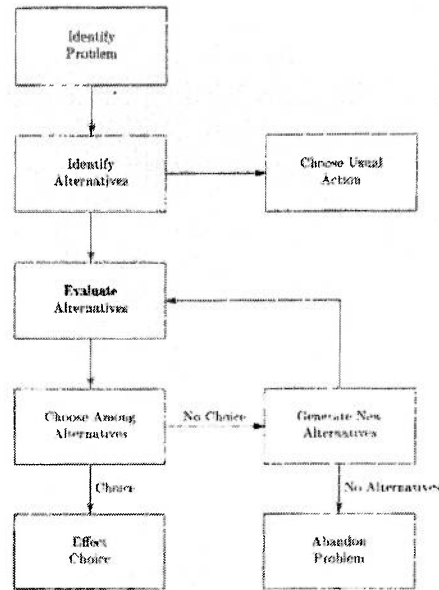 Identify
Problem
Identify
Alternatives
Choose Usual
Action
Evaluate
Alternatives
Choose Among
Alternatives
No Choice
Generate New
Alternatives
Choice
No Alternatives
Effect
Choice
Abandon
Problem